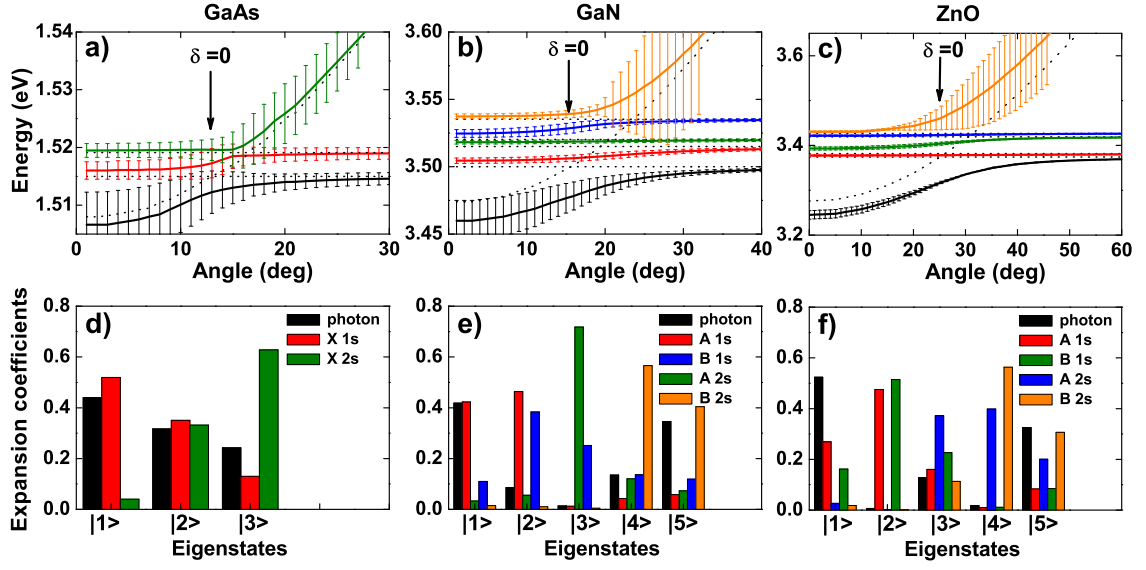 GaAs
GaN
ZnO
a)
δ =0
b)
δ =0
c)
δ =0
Energy (eV)
1.54
1.53
1.52
1.51
3.60
3.55
3.50
3.45
3.6
3.4
3.2
0 10 20 30
0 10 20 30 40
0 10 20 30 40 50 60
Angle (deg)
Angle (deg)
Angle (deg)
Expansion coefficients
0.8
0.6
0.4
0.2
0.0
d)
photon
X 1s
X 2s
|1> |2> |3>
Eigenstates
0.8
0.6
0.4
0.2
0.0
e)
photon
A 1s
B 1s
A 2s
B 2s
|1> |2> |3> |4> |5>
Eigenstates
0.8
0.6
0.4
0.2
0.0
f)
photon
A 1s
B 1s
A 2s
B 2s
|1> |2> |3> |4> |5>
Eigenstates